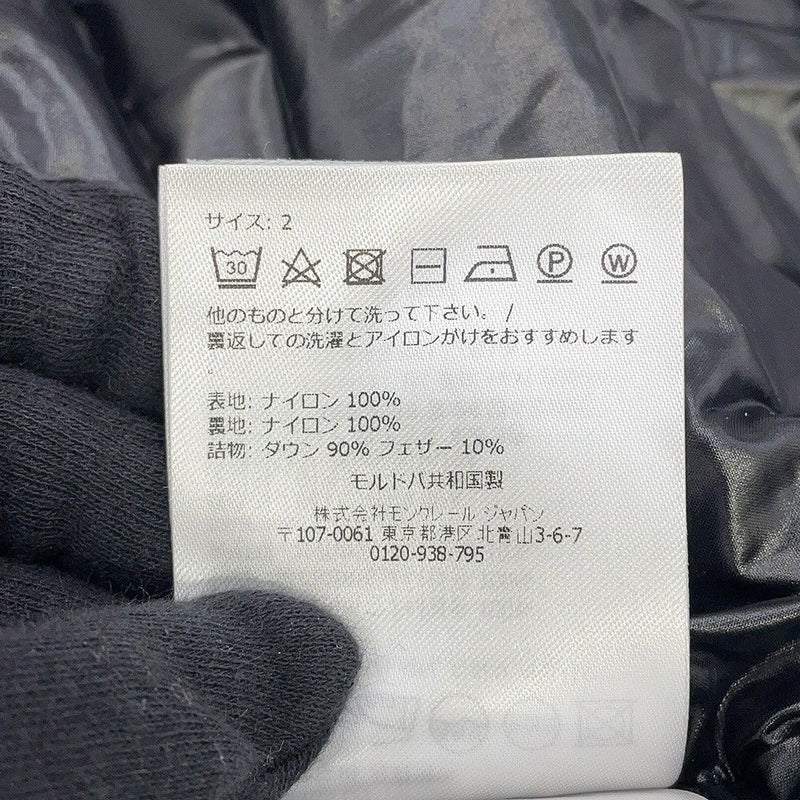 サイズ: 2
30 P W
他のものと分けて洗って下さい。 /
裏返しての洗濯とアイロンがけをおすすめします
。
表地: ナイロン 100%
裏地: ナイロン 100%
詰物: ダウン 90% フェザー 10%
モルドバ共和国製
株式会社モンクレール ジャパン
〒107-0061 東京都港区北青山3-6-7
0120-938-795